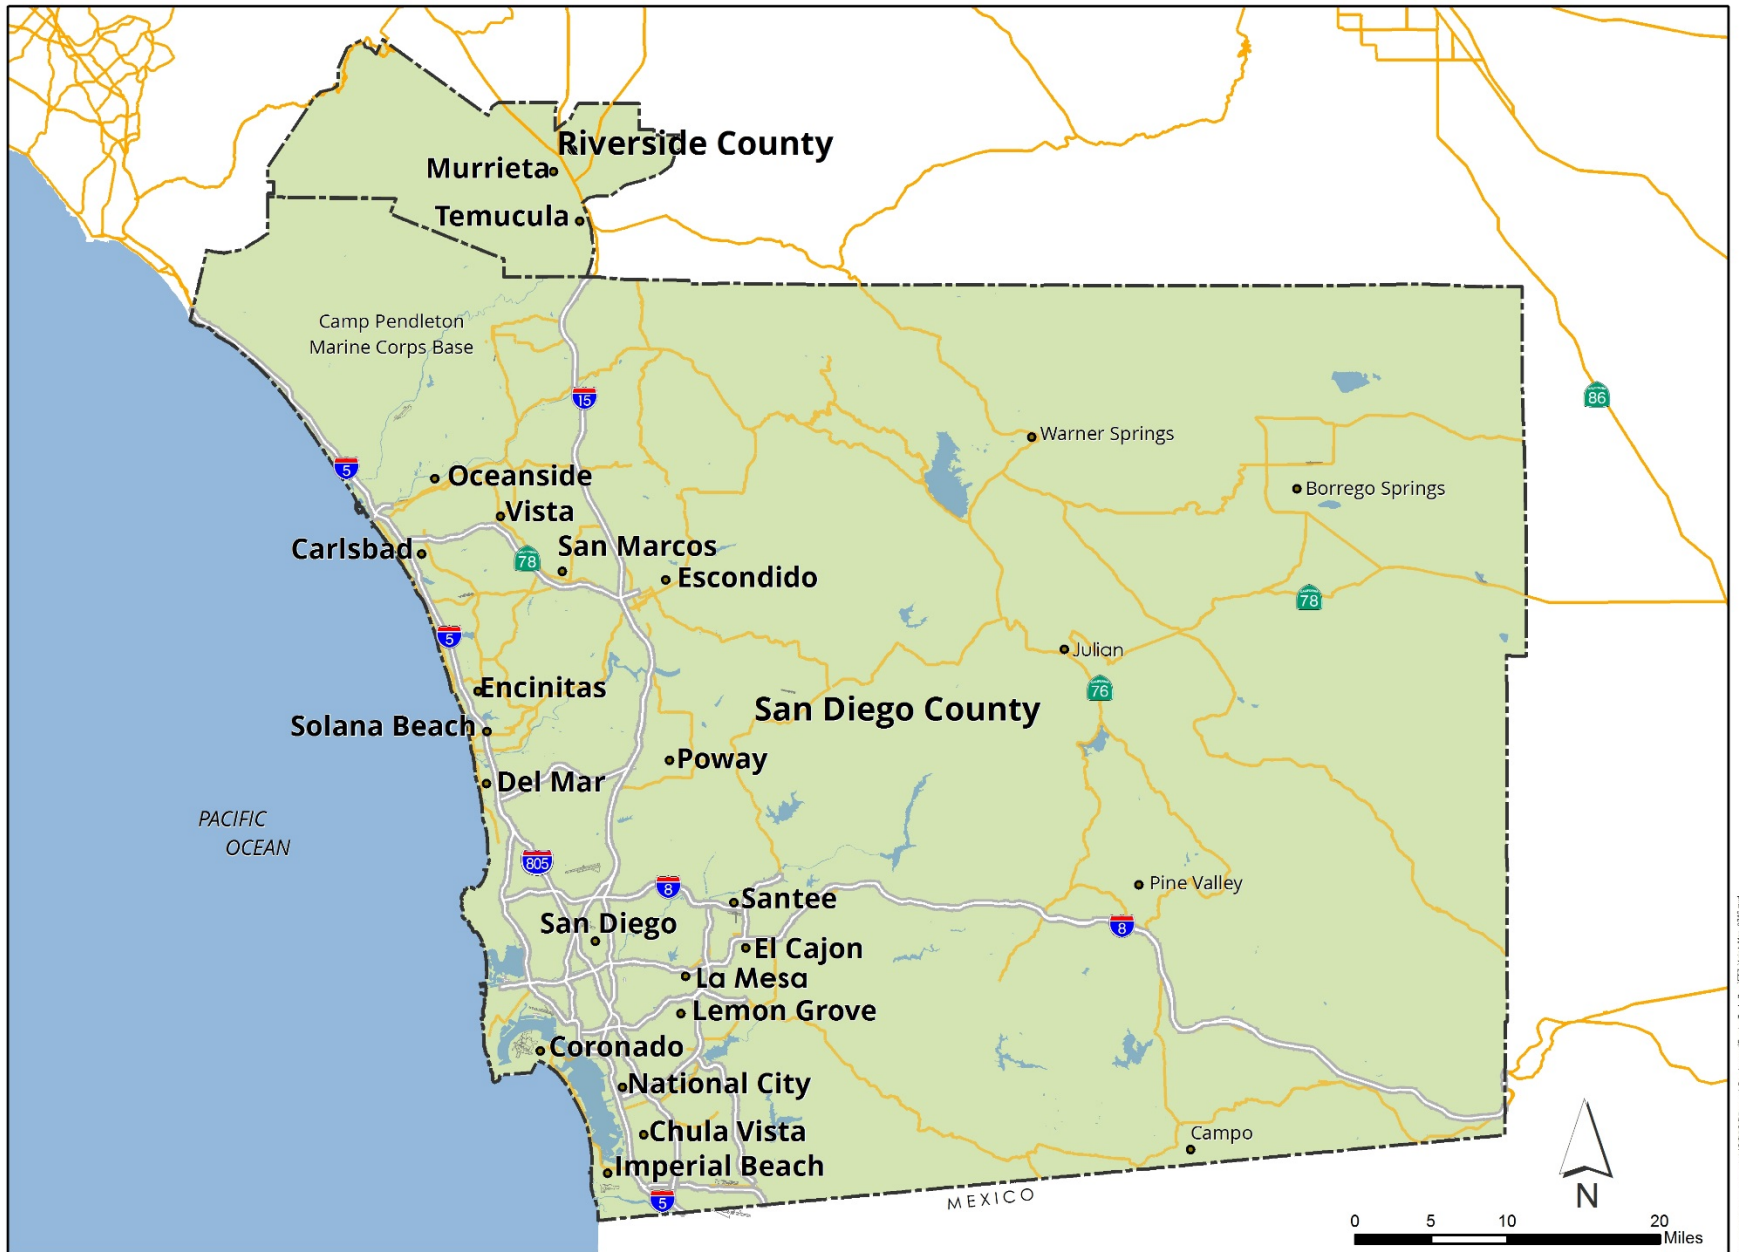 Riverside County
Murrieta
Temucula
Camp Pendleton
Marine Corps Base
15
86
Warner Springs
5
Oceanside
Borrego Springs
Vista
Carlsbad
San Marcos
78
Escondido
78
5
Julian
Encinitas
76
San Diego County
Solana Beach
Poway
Del Mar
PACIFIC
OCEAN
805
8
Pine Valley
Santee
San Diego
8
El Cajon
La Mesa
Lemon Grove
Coronado
National City
Chula Vista
Campo
Imperial Beach
5
MEXICO
N
0 5 10 20
Miles